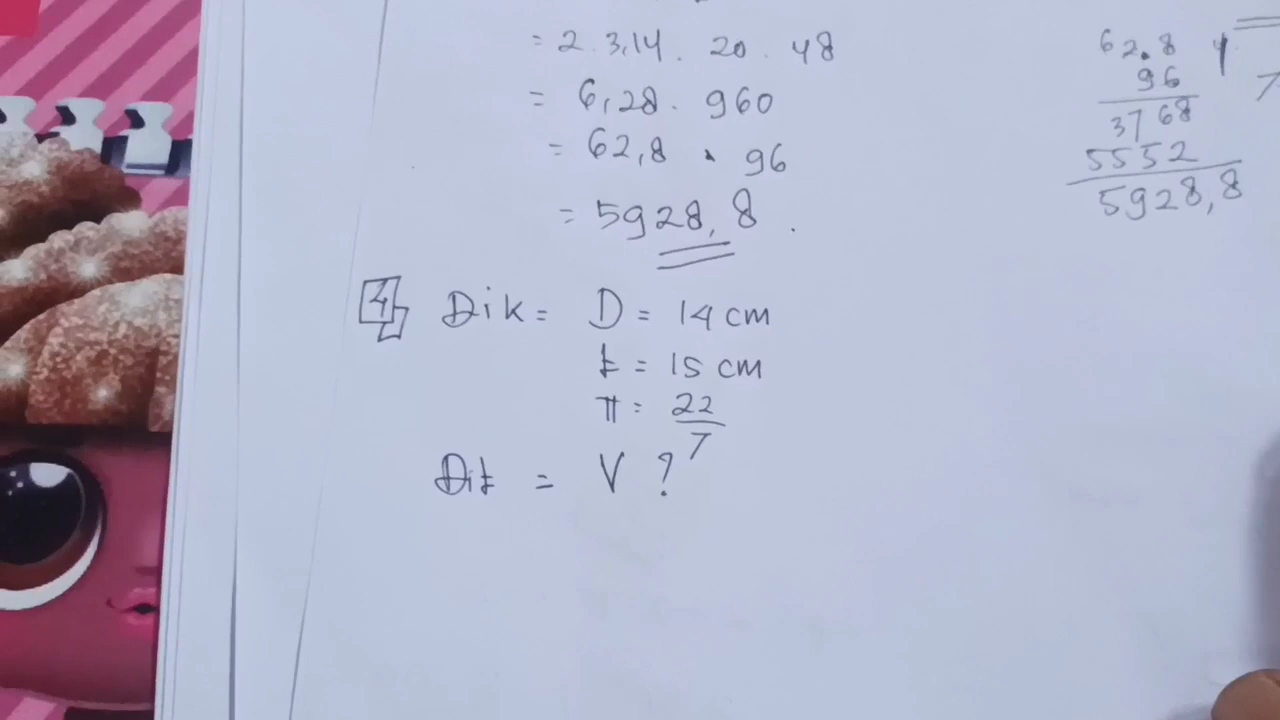 = 2. 3,14. 20. 48
= 6,28. 960
= 62,8 . 96
= 5928,8.
4 Dik = D = 14 cm
t = 15 cm
π = 22/7
Dit = V ?
62.8
96
3768
5552
5928,8